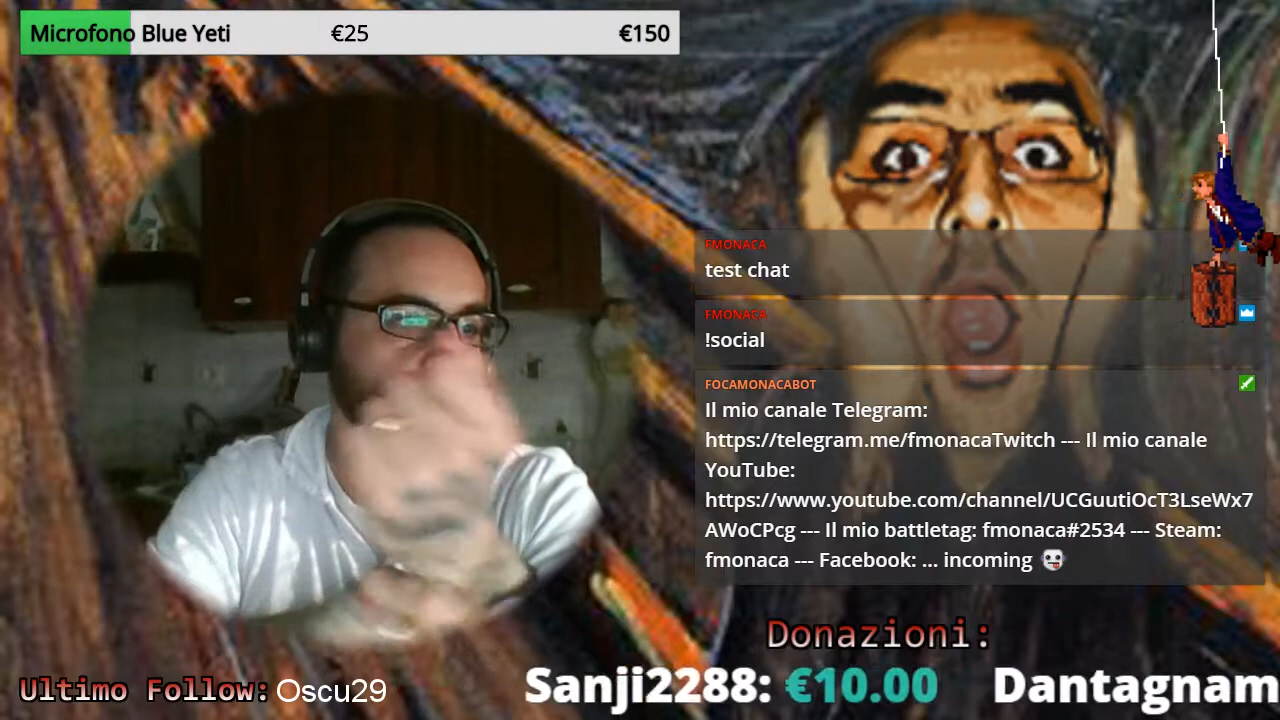 Microfono Blue Yeti €25 €150
FMONACA
test chat
FMONACA
!social
FOCAMONACABOT
Il mio canale Telegram:
https://telegram.me/fmonacaTwitch --- Il mio canale
YouTube:
https://www.youtube.com/channel/UCGuutiOcT3LseWx7
AWoCPcg --- Il mio battletag: fmonaca#2534 --- Steam:
fmonaca --- Facebook: ... incoming
Donazioni:
Sanji2288: €10.00 Dantagnam
Ultimo Follow: Oscu29